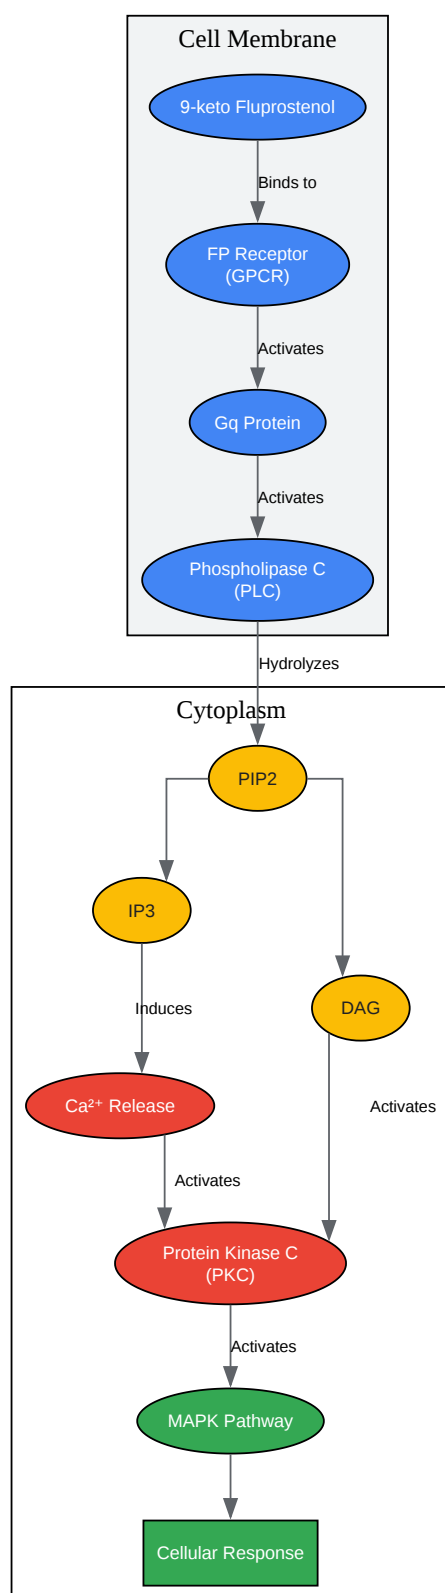 Cell Membrane
9-keto Fluprostenol
Binds to
FP Receptor
(GPCR)
Activates
Gq Protein
Activates
Phospholipase C
(PLC)
Hydrolyzes
Cytoplasm
PIP2
IP3
Induces
DAG
Ca²⁺ Release
Activates
Activates
Protein Kinase C
(PKC)
Activates
MAPK Pathway
Cellular Response